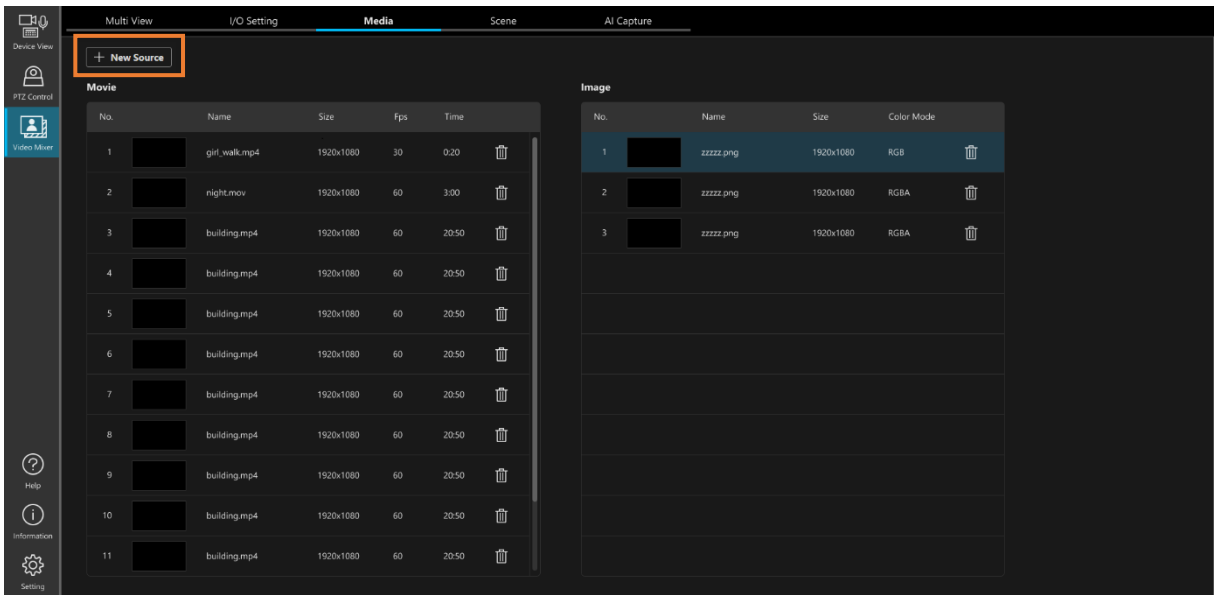 Multi View I/O Setting Media Scene AI Capture
Device View
PTZ Control
Video Mixer
Help
Information
Setting
+ New Source
Movie
No. Name Size Fps Time
1 girl_walk.mp4 1920x1080 30 0:20
2 night.mov 1920x1080 60 3:00
3 building.mp4 1920x1080 60 20:50
4 building.mp4 1920x1080 60 20:50
5 building.mp4 1920x1080 60 20:50
6 building.mp4 1920x1080 60 20:50
7 building.mp4 1920x1080 60 20:50
8 building.mp4 1920x1080 60 20:50
9 building.mp4 1920x1080 60 20:50
10 building.mp4 1920x1080 60 20:50
11 building.mp4 1920x1080 60 20:50
Image
No. Name Size Color Mode
1 zzzzz.png 1920x1080 RGB
2 zzzzz.png 1920x1080 RGBA
3 zzzzz.png 1920x1080 RGBA